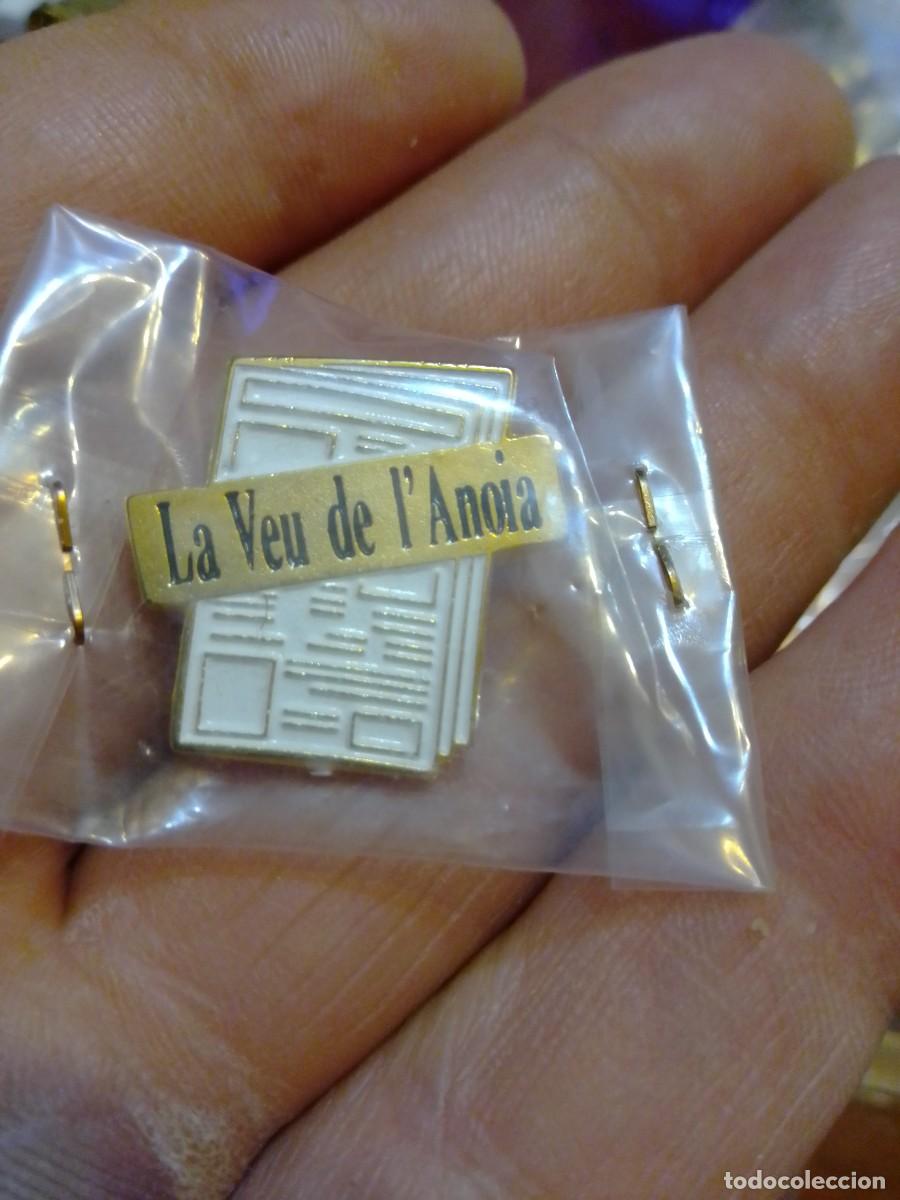 La Veu de l'Anoia
todocoleccion